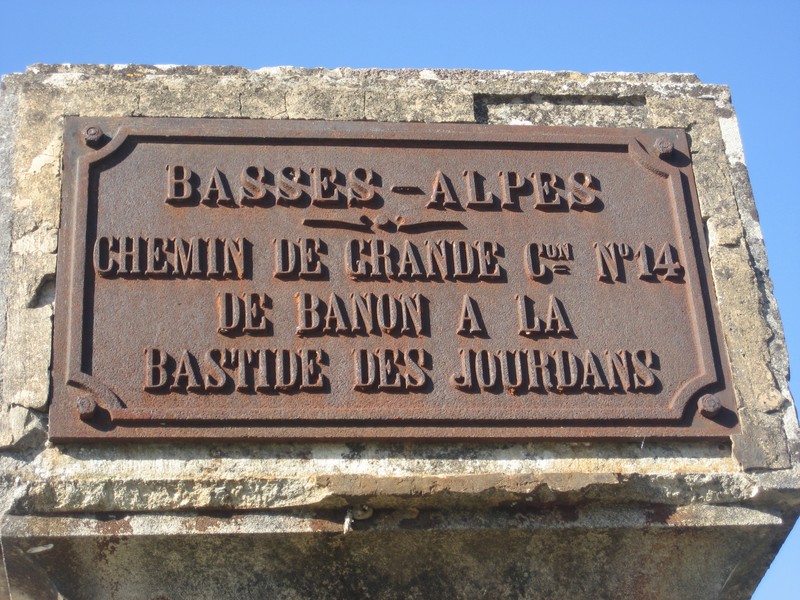 BASSES-ALPES
CHEMIN DE GRANDE Cᵒᴺ Nº14
DE BANON A LA
BASTIDE DES JOURDANS